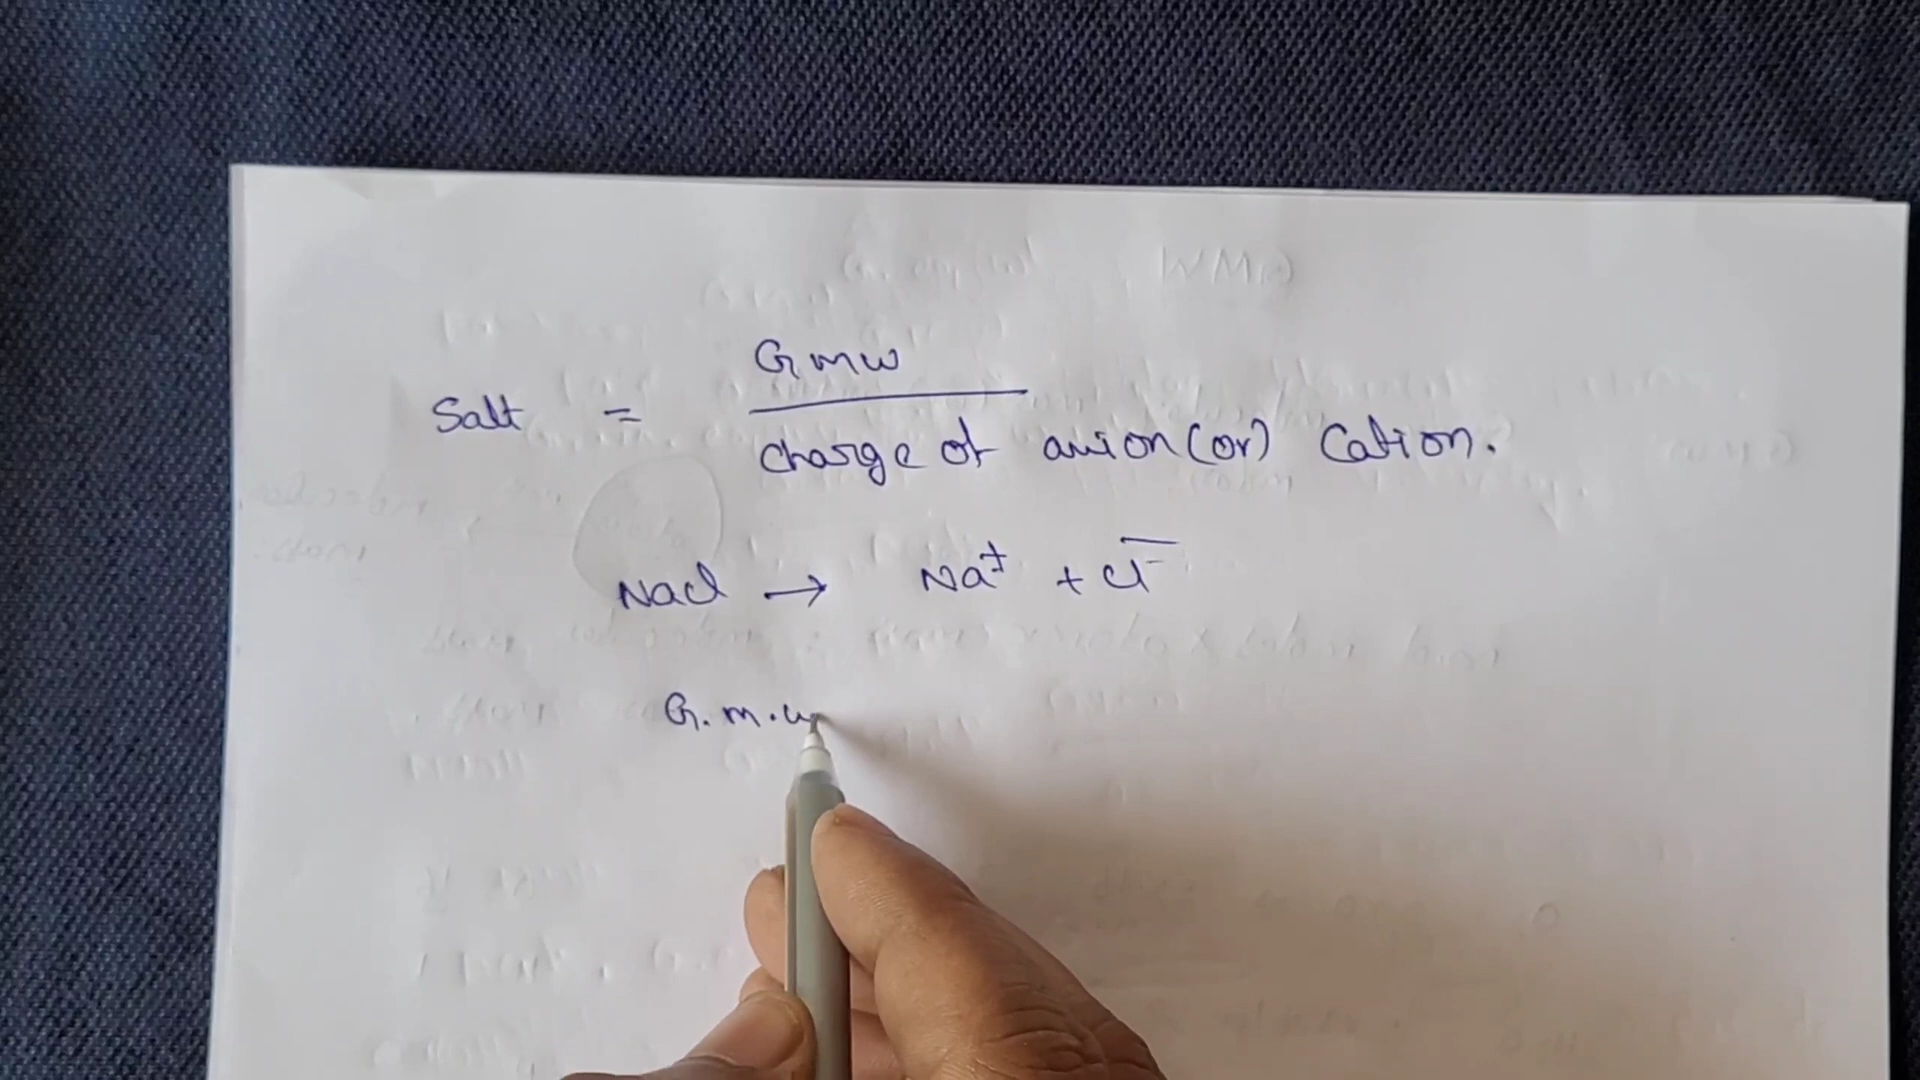 Gmw
Salt =
charge of anion (or) Cation.
NaCl → Na⁺ + Cl⁻
G.m.w